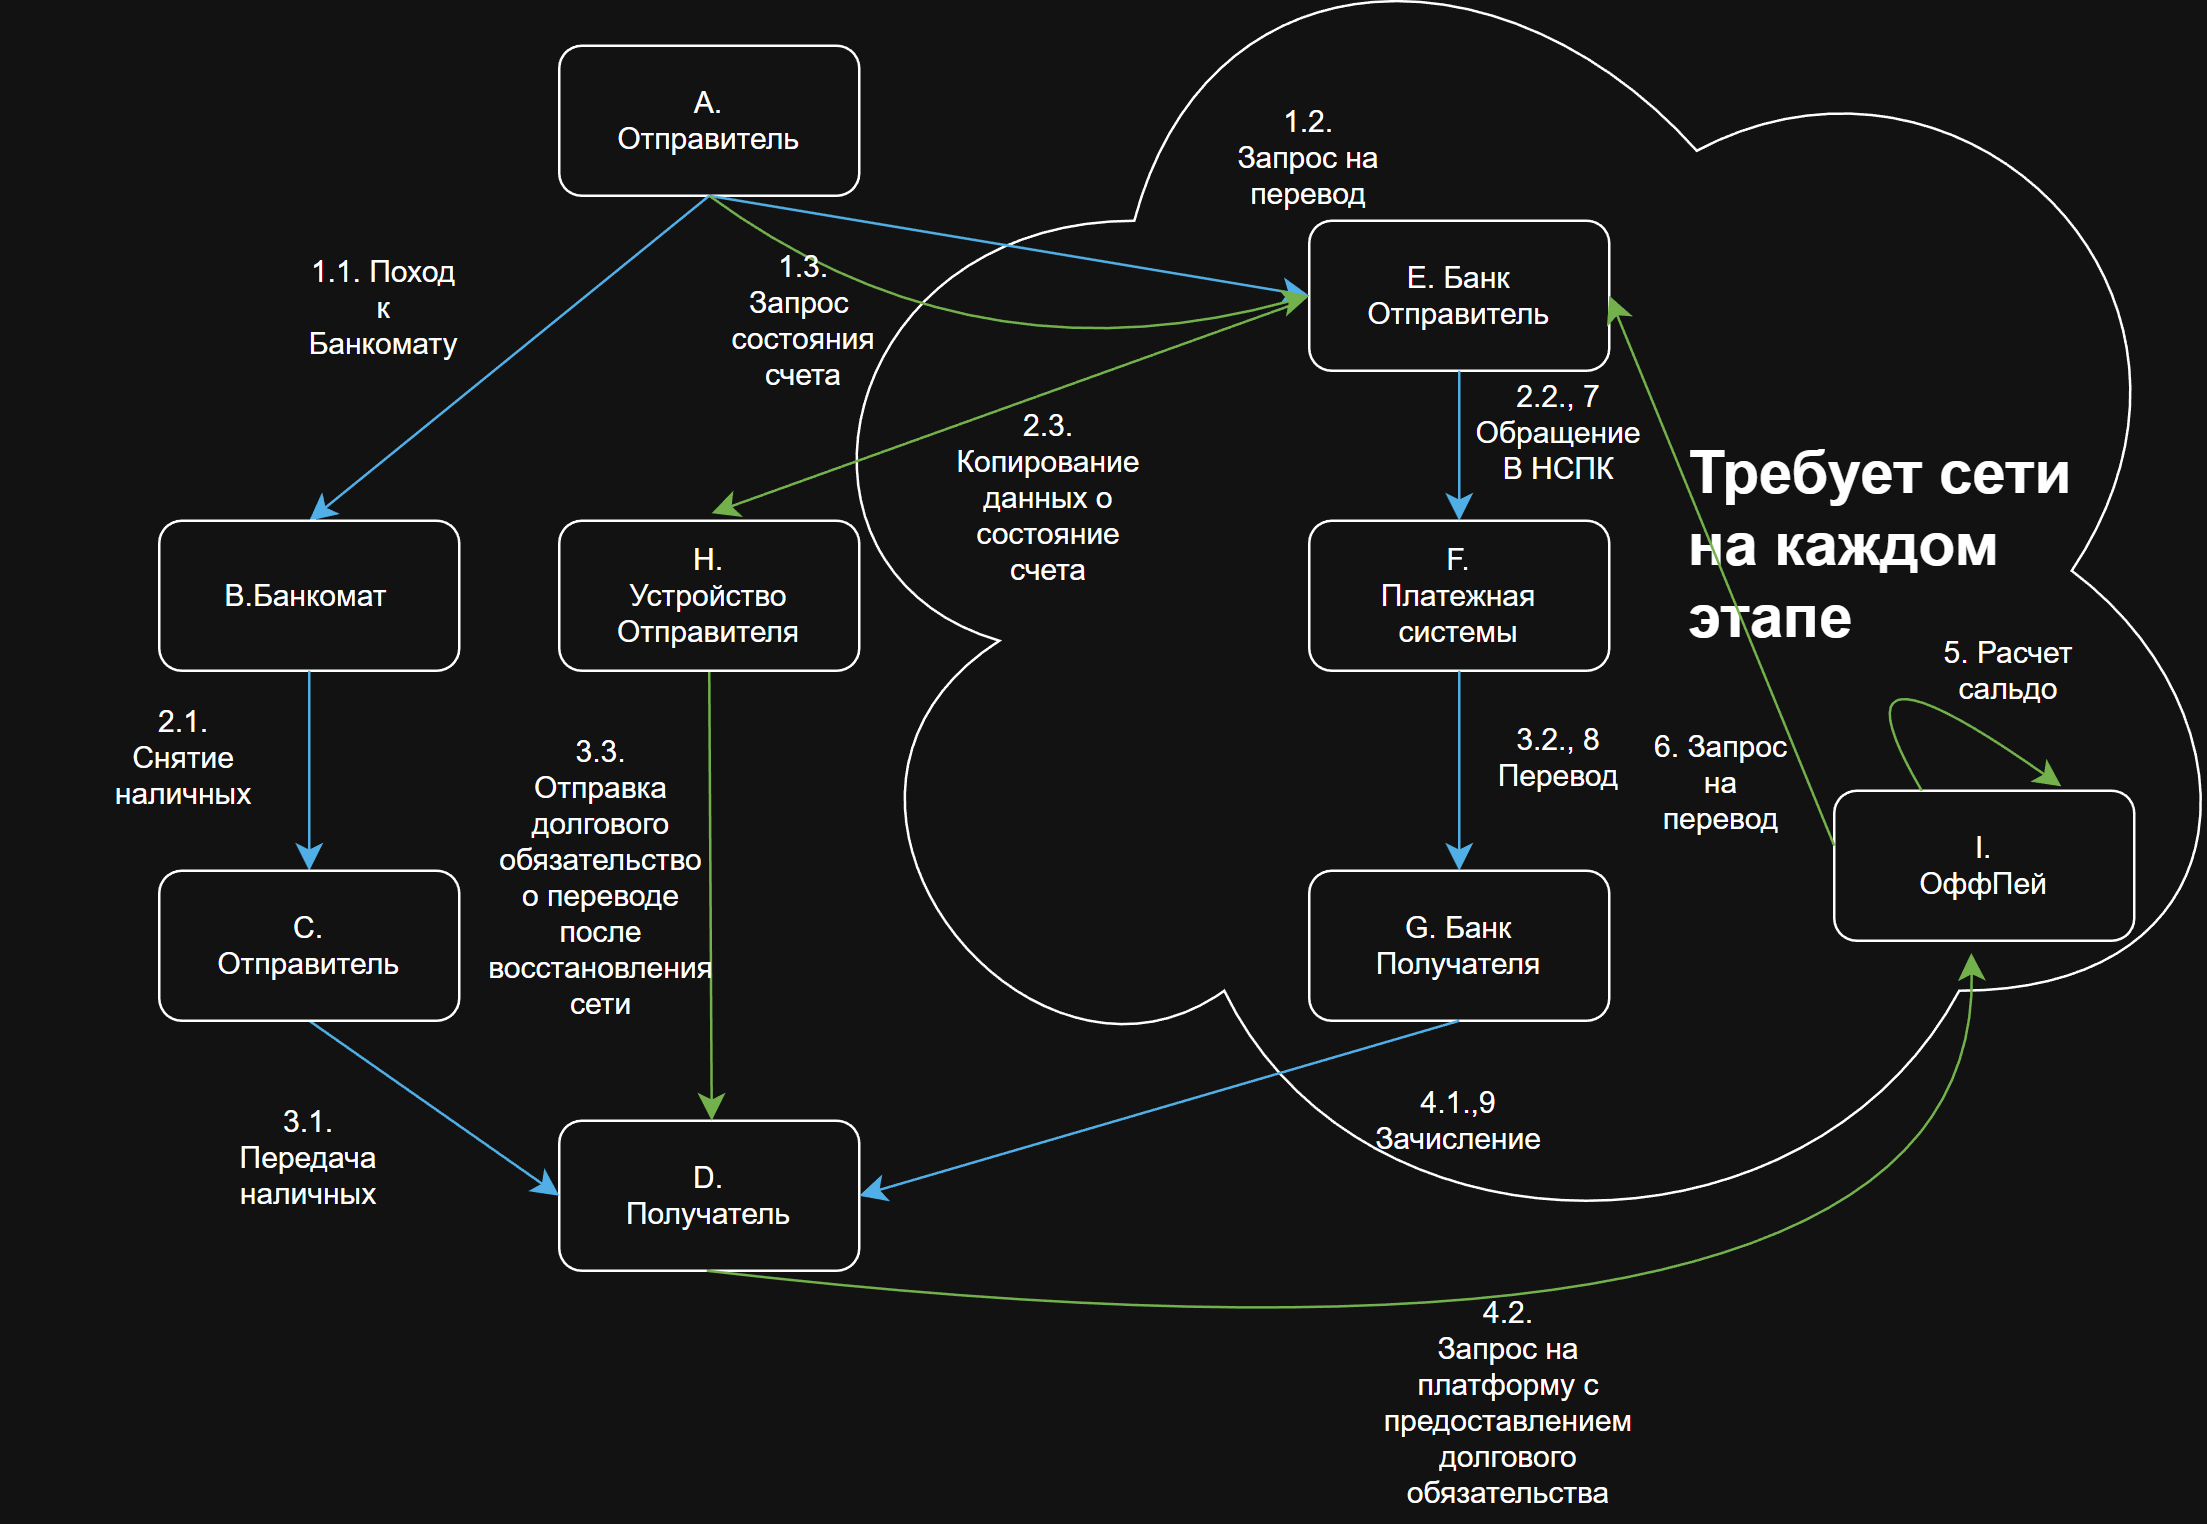 A.
Отправитель
1.2.
Запрос на
перевод
1.1. Поход
к
Банкомату
1.3.
Запрос
состояния
счета
E. Банк
Отправитель
2.2., 7
Обращение
В НСПК
2.3.
Копирование
данных о
состояние
счета
Требует сети
на каждом
этапе
B.Банкомат
H.
Устройство
Отправителя
F.
Платежная
системы
5. Расчет
сальдо
2.1.
Снятие
наличных
3.3.
Отправка
долгового
обязательство
о переводе
после
восстановления
сети
3.2., 8
Перевод
6. Запрос
на
перевод
I.
ОффПей
C.
Отправитель
G. Банк
Получателя
3.1.
Передача
наличных
4.1.,9
Зачисление
D.
Получатель
4.2.
Запрос на
платформу с
предоставлением
долгового
обязательства